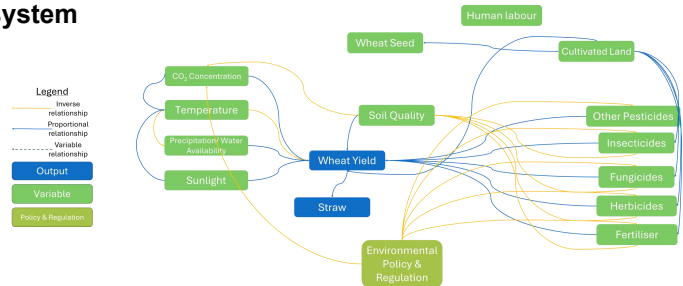 system
Human labour
Wheat Seed
Cultivated Land
Legend
Inverse
relationship
Proportional
relationship
Variable
relationship
Output
Variable
Policy & Regulation
CO₂ Concentration
Temperature
Precipitation/ Water
Availability
Sunlight
Soil Quality
Wheat Yield
Straw
Environmental
Policy &
Regulation
Other Pesticides
Insecticides
Fungicides
Herbicides
Fertiliser